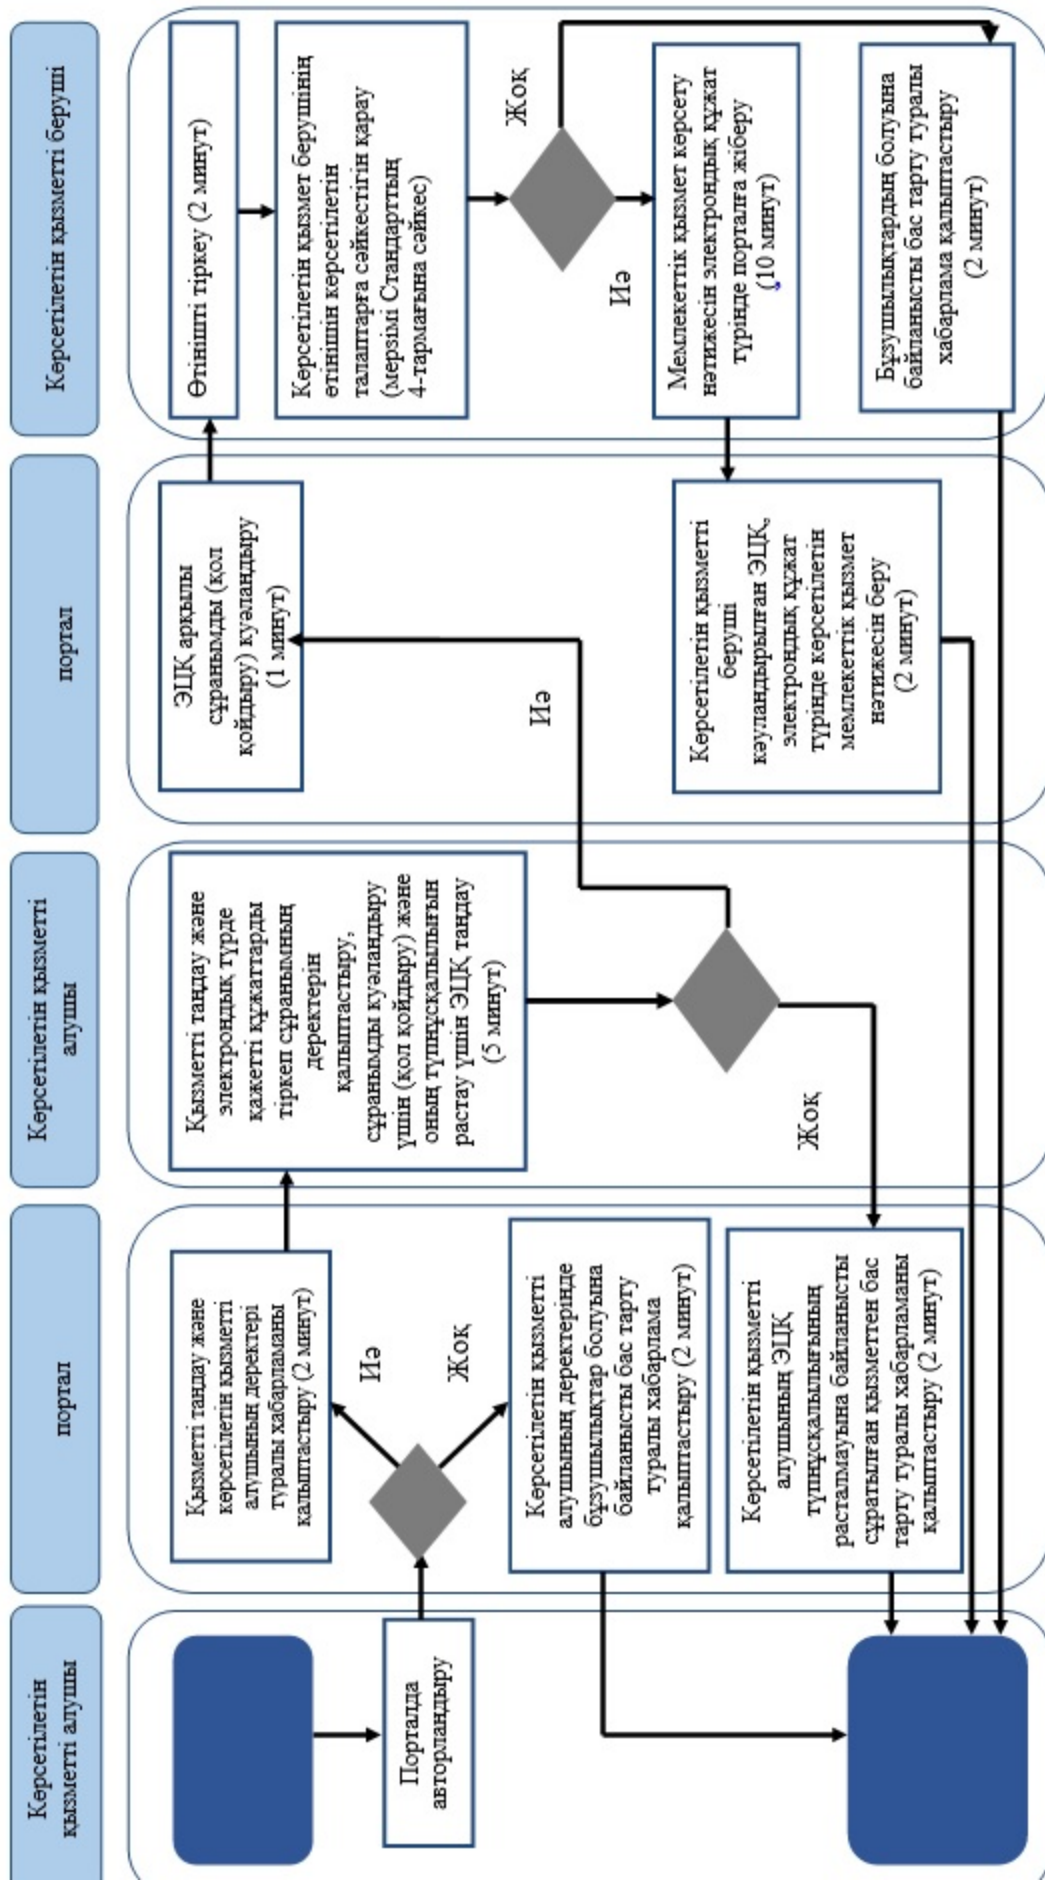 Көрсетілетін
қызметті алушы
портал
Көрсетілетін қызметті
алушы
портал
Көрсетілетін қызметті беруші
Порталда
авторландыру
Қызметті таңдау және
көрсетілетін қызметті
алушының деректері
туралы хабарламаны
қалыптастыру (2 минут)
Иә
Жоқ
Көрсетілетін қызметті
алушының деректерінде
бұзушылықтар болуына
байланысты бас тарту
туралы хабарлама
қалыптастыру (2 минут)
Көрсетілетін қызметті
алушының ЭЦҚ
түпнұсқалылығының
расталмауына байланысты
сұратылған қызметтен бас
тарту туралы хабарламаны
қалыптастыру (2 минут)
Қызметті таңдау және
электрондық түрде
қажетті құжаттарды
тіркеп сұранымның
деректерін
қалыптастыру,
сұранымды куәландыру
үшін (қол қойдыру) және
оның түпнұсқалылығын
растау үшін ЭЦҚ таңдау
(5 минут)
Жоқ
Иә
ЭЦҚ арқылы
сұранымды (қол
қойдыру) куәландыру
(1 минут)
Көрсетілетін қызметті
беруші
кәуландырылған ЭЦҚ,
электрондық құжат
түрінде көрсетілетін
мемлекеттік қызмет
нәтижесін беру
(2 минут)
Өтінішті тіркеу (2 минут)
Көрсетілетін қызмет берушінің
өтінішін көрсетілетін
талаптарға сәйкестігін қарау
(мерзімі Стандарттың
4-тармағына сәйкес)
Жоқ
Иә
Мемлекеттік қызмет көрсету
нәтижесін электрондық құжат
түрінде порталға жіберу
(10 минут)
Бұзушылықтардың болуына
байланысты бас тарту туралы
хабарлама қалыптастыру
(2 минут)